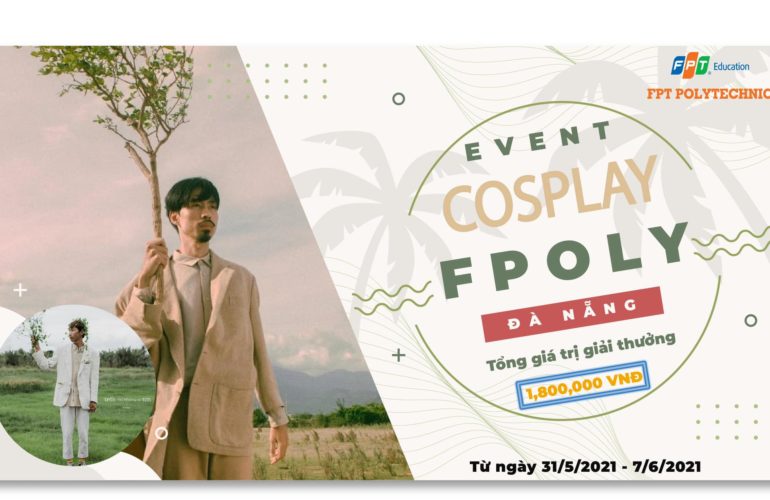 FPT Education
FPT POLYTECHNIC
EVENT
COSPLAY
FPOLY
ĐÀ NẴNG
Tổng giá trị giải thưởng
1,800,000 VNĐ
Từ ngày 31/5/2021 - 7/6/2021